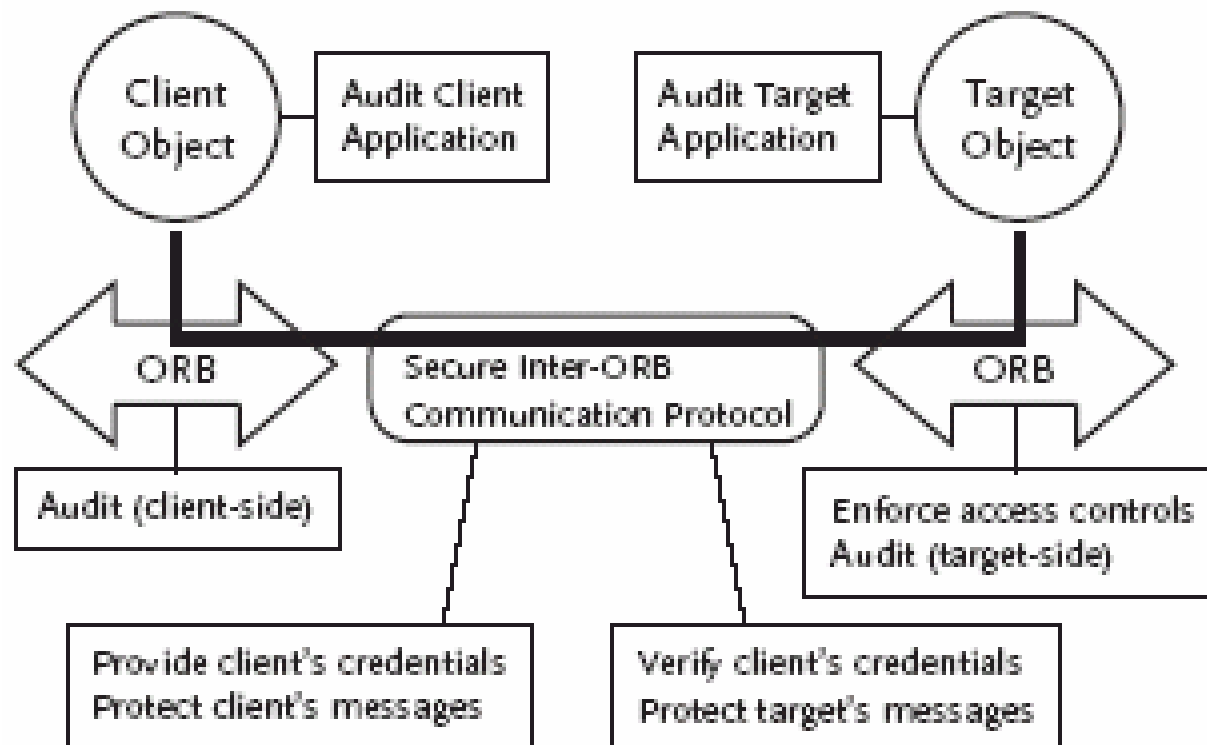 Client
Object
Audit Client
Application
Audit Target
Application
Target
Object
ORB
Secure Inter-ORB
Communication Protocol
ORB
Audit (client-side)
Enforce access controls
Audit (target-side)
Provide client's credentials
Protect client's messages
Verify client's credentials
Protect target's messages